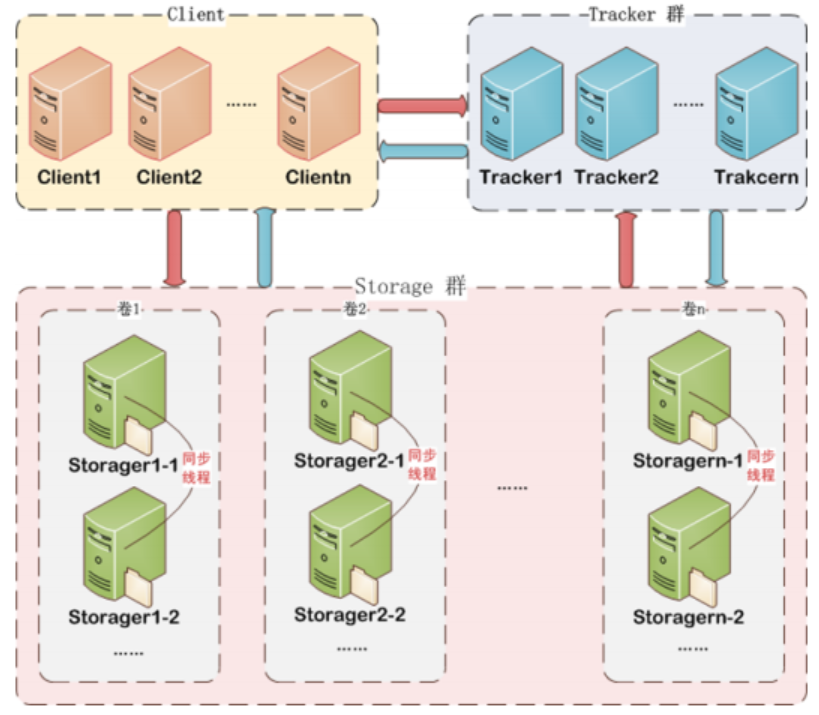 Client
Tracker 群
……
……
Client1
Client2
Clientn
Tracker1
Tracker2
Trakcern
Storage 群
卷1
卷2
卷n
Storager1-1
同步
线程
Storager2-1
同步
线程
Storagern-1
同步
线程
……
Storager1-2
Storager2-2
Storagern-2
……
……
……